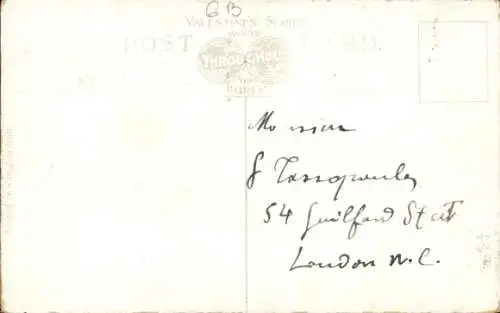 GB
VALENTINE'S SERIES
POST CARD.
THROUGHOUT
THE
WORLD
Monsieur
54 Guilford Street
London W.C.